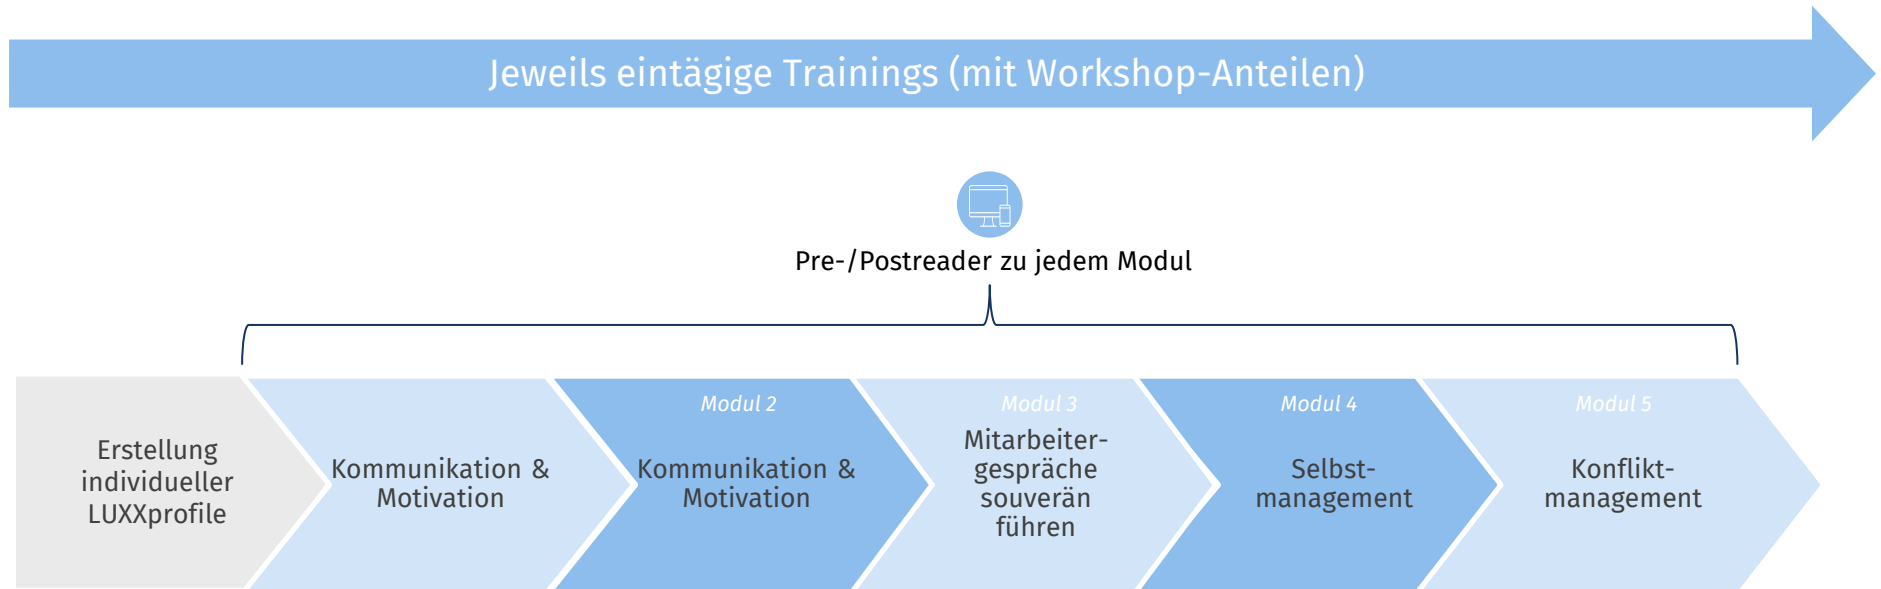 Jeweils eintägige Trainings (mit Workshop-Anteilen)
Pre-/Postreader zu jedem Modul
Erstellung
individueller
LUXXprofile
Kommunikation &
Motivation
Modul 2
Kommunikation &
Motivation
Modul 3
Mitarbeiter-
gespräche
souverän
führen
Modul 4
Selbst-
management
Modul 5
Konflikt-
management